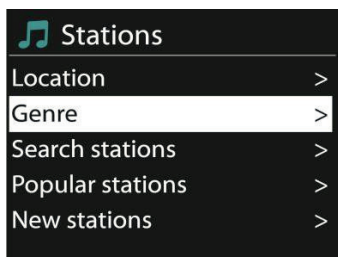 Stations
Location >
Genre >
Search stations >
Popular stations >
New stations >